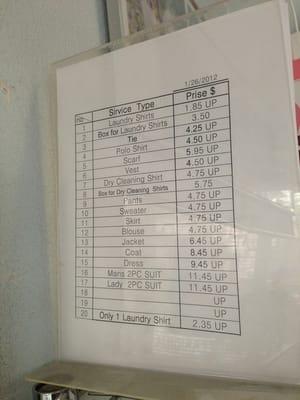 1/26/2012
no Sirvice Type Prise $
1 Laundry Shirts 1.85 UP
2 Box for Laundry Shirts 3.50
3 Tie 4.25 UP
4 Polo Shirt 4.50 UP
5 Scarf 5.95 UP
6 Vest 4.50 UP
7 Dry Cleaning Shirt 4.75 UP
8 Box for Dry Cleaning Shirts 5.75
9 Pants 4.75 UP
10 Sweater 4.75 UP
11 Skirt 4.75 UP
12 Blouse 4.75 UP
13 Jacket 6.45 UP
14 Coat 8.45 UP
15 Dress 9.45 UP
16 Mans 2PC SUIT 11.45 UP
17 Lady 2PC SUIT 11.45 UP
18 UP
19 UP
20 Only 1 Laundry Shirt 2.35 UP